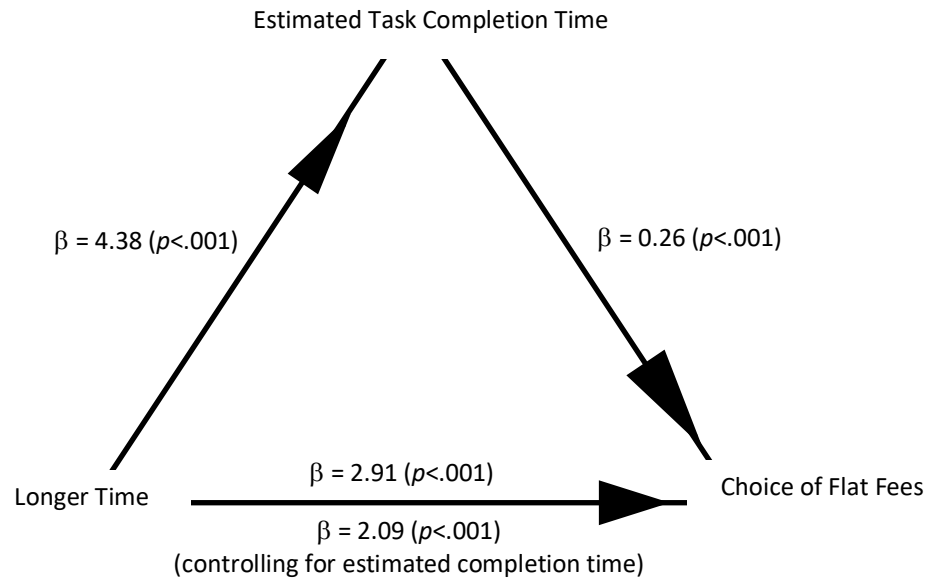 Estimated Task Completion Time
β = 4.38 (p<.001)
β = 0.26 (p<.001)
β = 2.91 (p<.001)
Longer Time
Choice of Flat Fees
β = 2.09 (p<.001)
(controlling for estimated completion time)